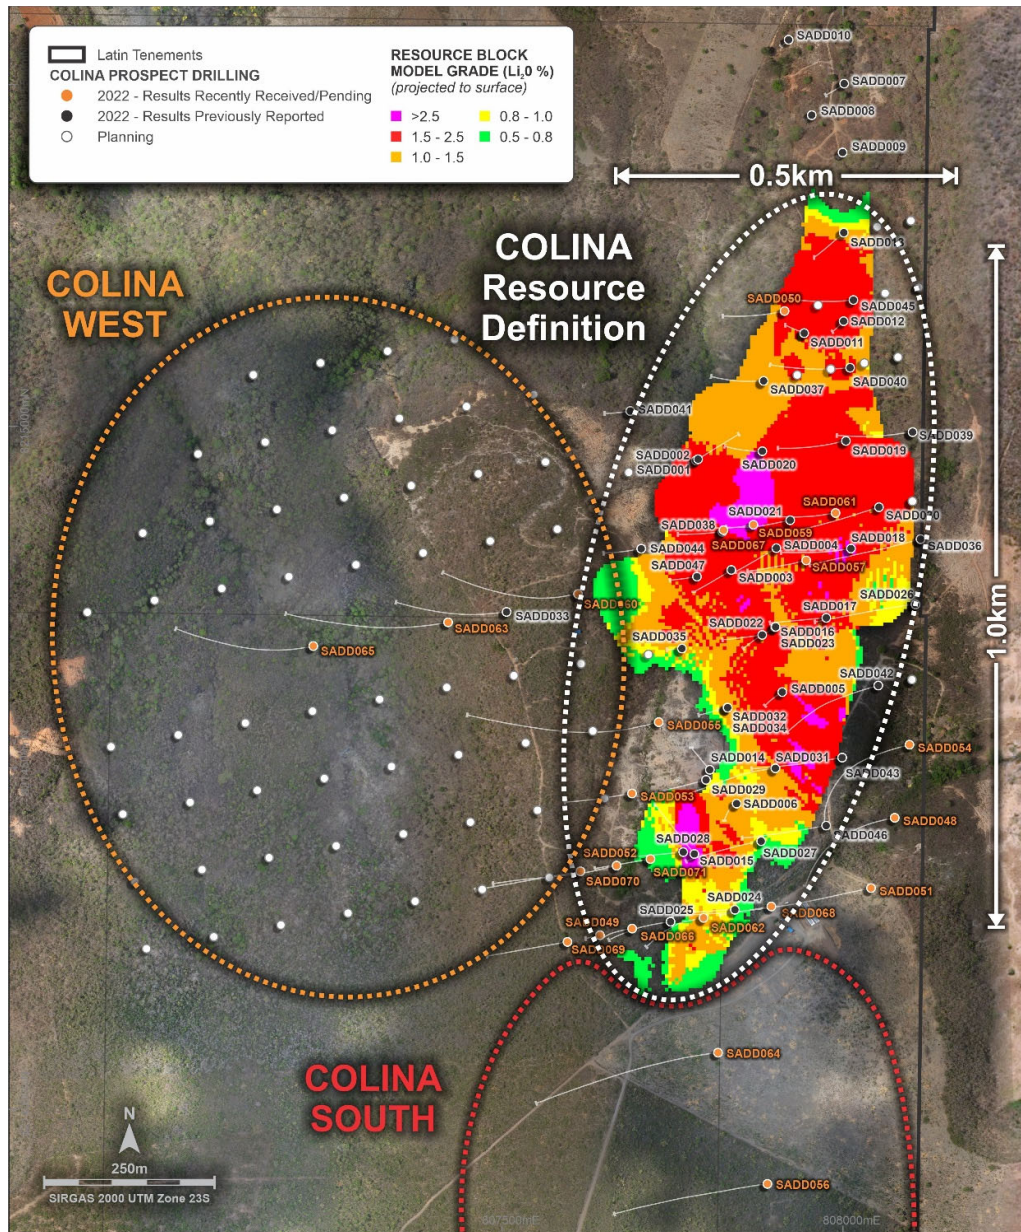 Latin Tenements
COLINA PROSPECT DRILLING
2022 - Results Recently Received/Pending
2022 - Results Previously Reported
Planning
RESOURCE BLOCK
MODEL GRADE (Li₂0 %)
(projected to surface)
>2.5
1.5 - 2.5
1.0 - 1.5
0.8 - 1.0
0.5 - 0.8
SADD010
SADD007
SADD008
SADD009
0.5km
COLINA
Resource
Definition
COLINA
WEST
SADD013
SADD050
SADD045
SADD012
SADD011
SADD040
SADD037
SADD041
SADD039
SADD019
SADD002
SADD001
SADD020
SADD061
SADD021
SADD038
SADD059
SADD067
SADD004
SADD018
SADD036
SADD044
SADD057
SADD047
SADD003
SADD026
SADD060
SADD033
SADD063
SADD017
SADD022
SADD016
SADD023
SADD035
SADD065
1.0km
SADD042
SADD005
SADD032
SADD034
SADD055
SADD054
SADD014
SADD031
SADD043
SADD029
SADD053
SADD006
SADD048
SADD046
SADD028
SADD027
SADD052
SADD015
SADD071
SADD070
SADD051
SADD024
SADD068
SADD049
SADD025
SADD062
SADD066
SADD069
SADD064
COLINA
SOUTH
N
250m
SIRGAS 2000 UTM Zone 23S
SADD056
807500mE
808000mE